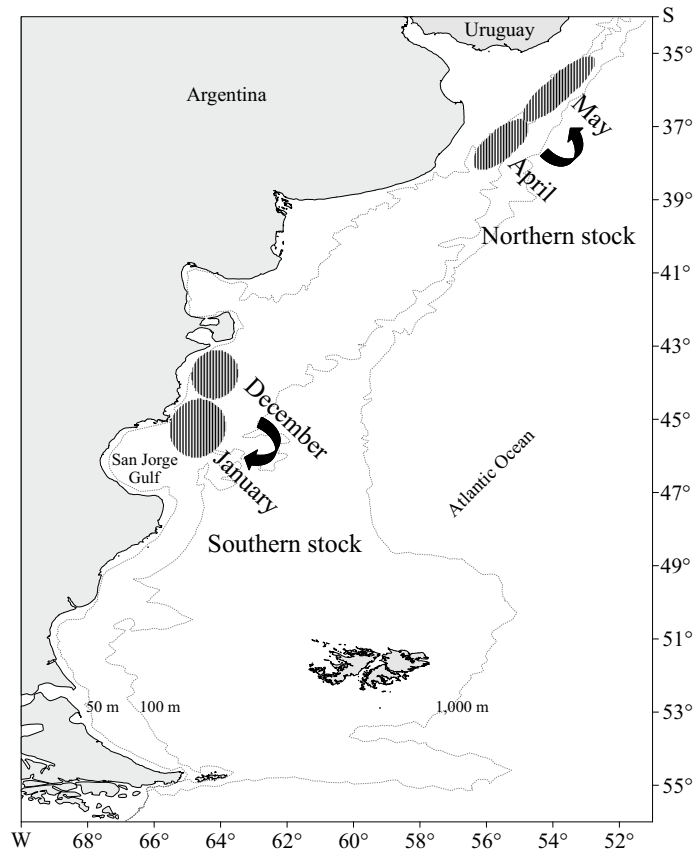 S
Uruguay
35°
Argentina
May
37°
April
39°
Northern stock
41°
43°
December
45°
San Jorge
Gulf
January
Atlantic Ocean
47°
Southern stock
49°
51°
50 m
100 m
1,000 m
53°
55°
W
68°
66°
64°
62°
60°
58°
56°
54°
52°